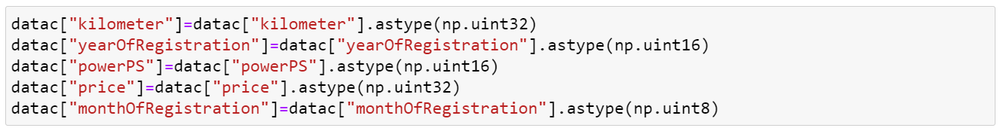 datac["kilometer"]=datac["kilometer"].astype(np.uint32)
datac["yearOfRegistration"]=datac["yearOfRegistration"].astype(np.uint16)
datac["powerPS"]=datac["powerPS"].astype(np.uint16)
datac["price"]=datac["price"].astype(np.uint32)
datac["monthOfRegistration"]=datac["monthOfRegistration"].astype(np.uint8)